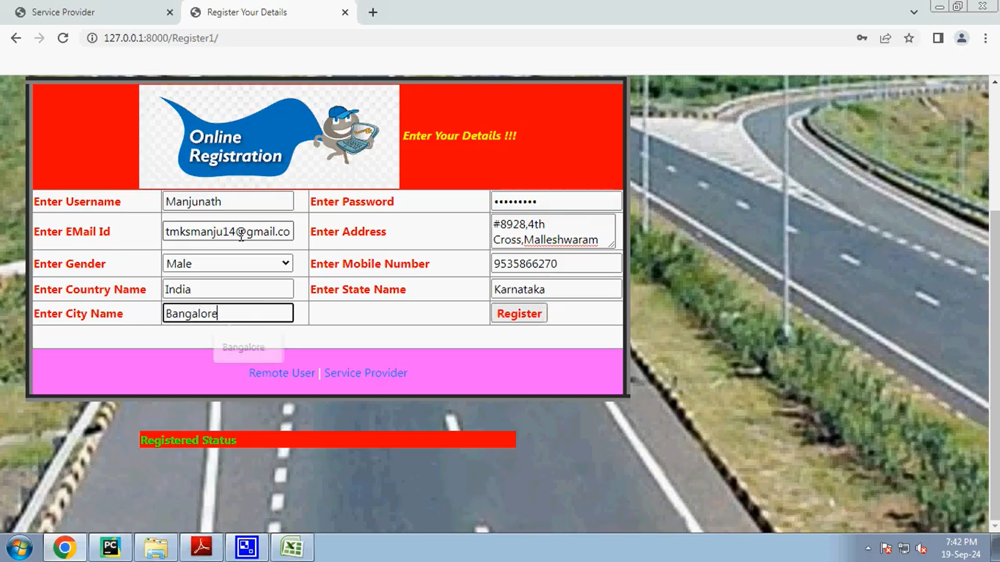 Service Provider
Register Your Details
127.0.0.1:8000/Register1/
Online
Registration
Enter Your Details !!!
Enter Username
Manjunath
Enter Password
•••••••••
Enter EMail Id
tmksmanju14@gmail.co
Enter Address
#8928,4th
Cross,Malleshwaram
Enter Gender
Male
Enter Mobile Number
9535866270
Enter Country Name
India
Enter State Name
Karnataka
Enter City Name
Bangalore
Register
Bangalore
Remote User | Service Provider
Registered Status
PC
7:42 PM
19-Sep-24